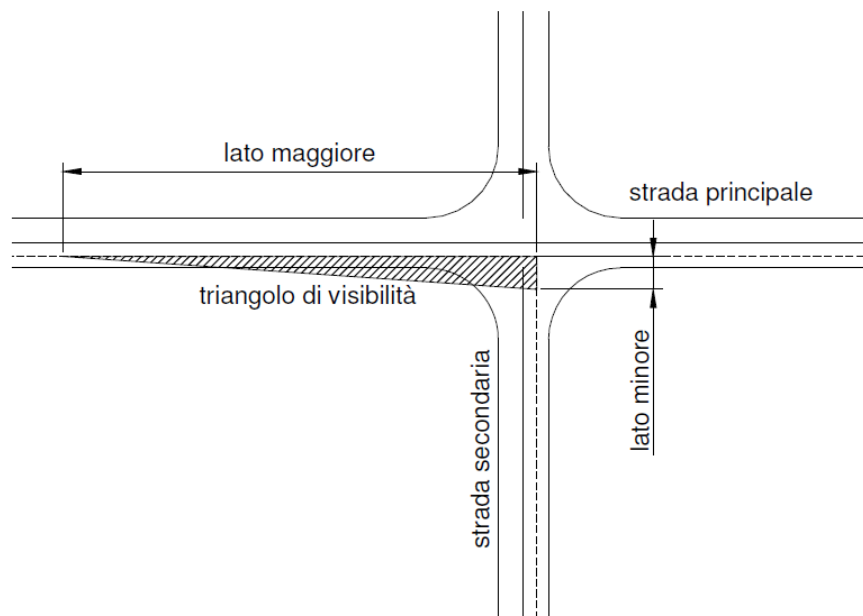 lato maggiore
strada principale
triangolo di visibilità
strada secondaria
lato minore